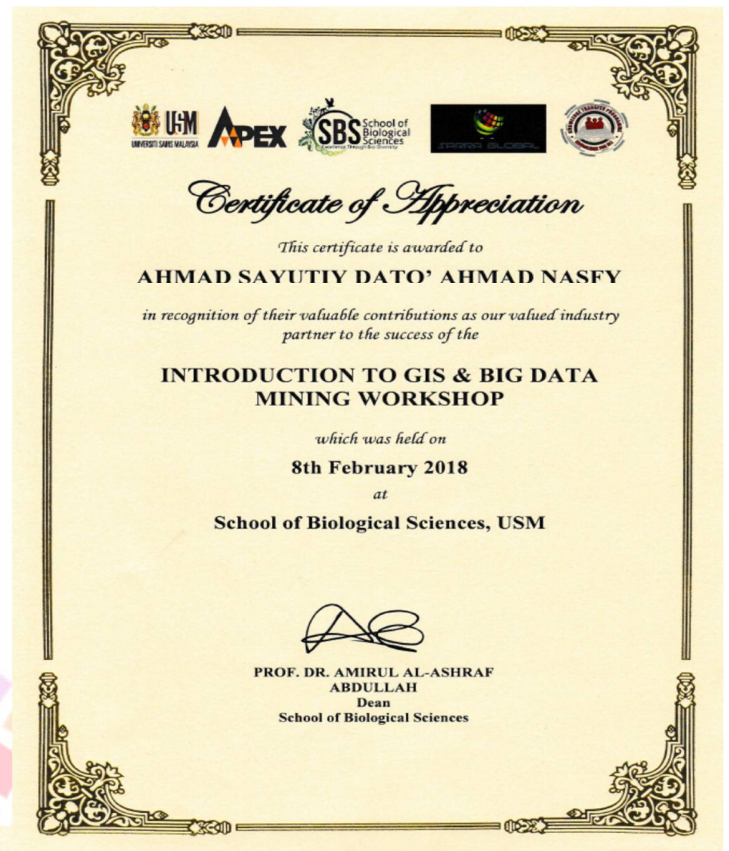 USM
UNIVERSITI SAINS MALAYSIA
APEX
SBS School of
Biological
Sciences
Certificate of Appreciation
This certificate is awarded to
AHMAD SAYUTIY DATO' AHMAD NASFY
in recognition of their valuable contributions as our valued industry
partner to the success of the
INTRODUCTION TO GIS & BIG DATA
MINING WORKSHOP
which was held on
8th February 2018
at
School of Biological Sciences, USM
PROF. DR. AMIRUL AL-ASHRAF
ABDULLAH
Dean
School of Biological Sciences